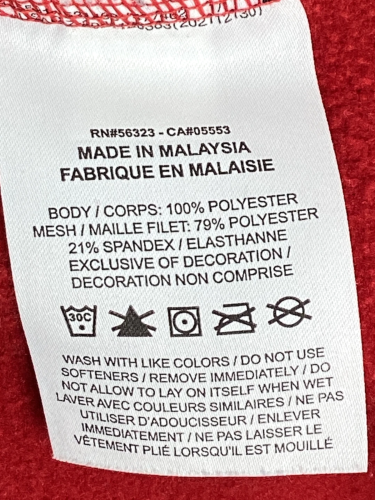 RN#56323 - CA#05553
MADE IN MALAYSIA
FABRIQUE EN MALAISIE
BODY / CORPS: 100% POLYESTER
MESH / MAILLE FILET: 79% POLYESTER
21% SPANDEX / ELASTHANNE
EXCLUSIVE OF DECORATION /
DECORATION NON COMPRISE
30C
WASH WITH LIKE COLORS / DO NOT USE
SOFTENERS / REMOVE IMMEDIATELY / DO
NOT ALLOW TO LAY ON ITSELF WHEN WET
LAVER AVEC COULEURS SIMILAIRES / NE PAS
UTILISER D'ADOUCISSEUR / ENLEVER
IMMÉDIATEMENT / NE PAS LAISSER LE
VÊTEMENT PLIÉ LORSQU'IL EST MOUILLÉ